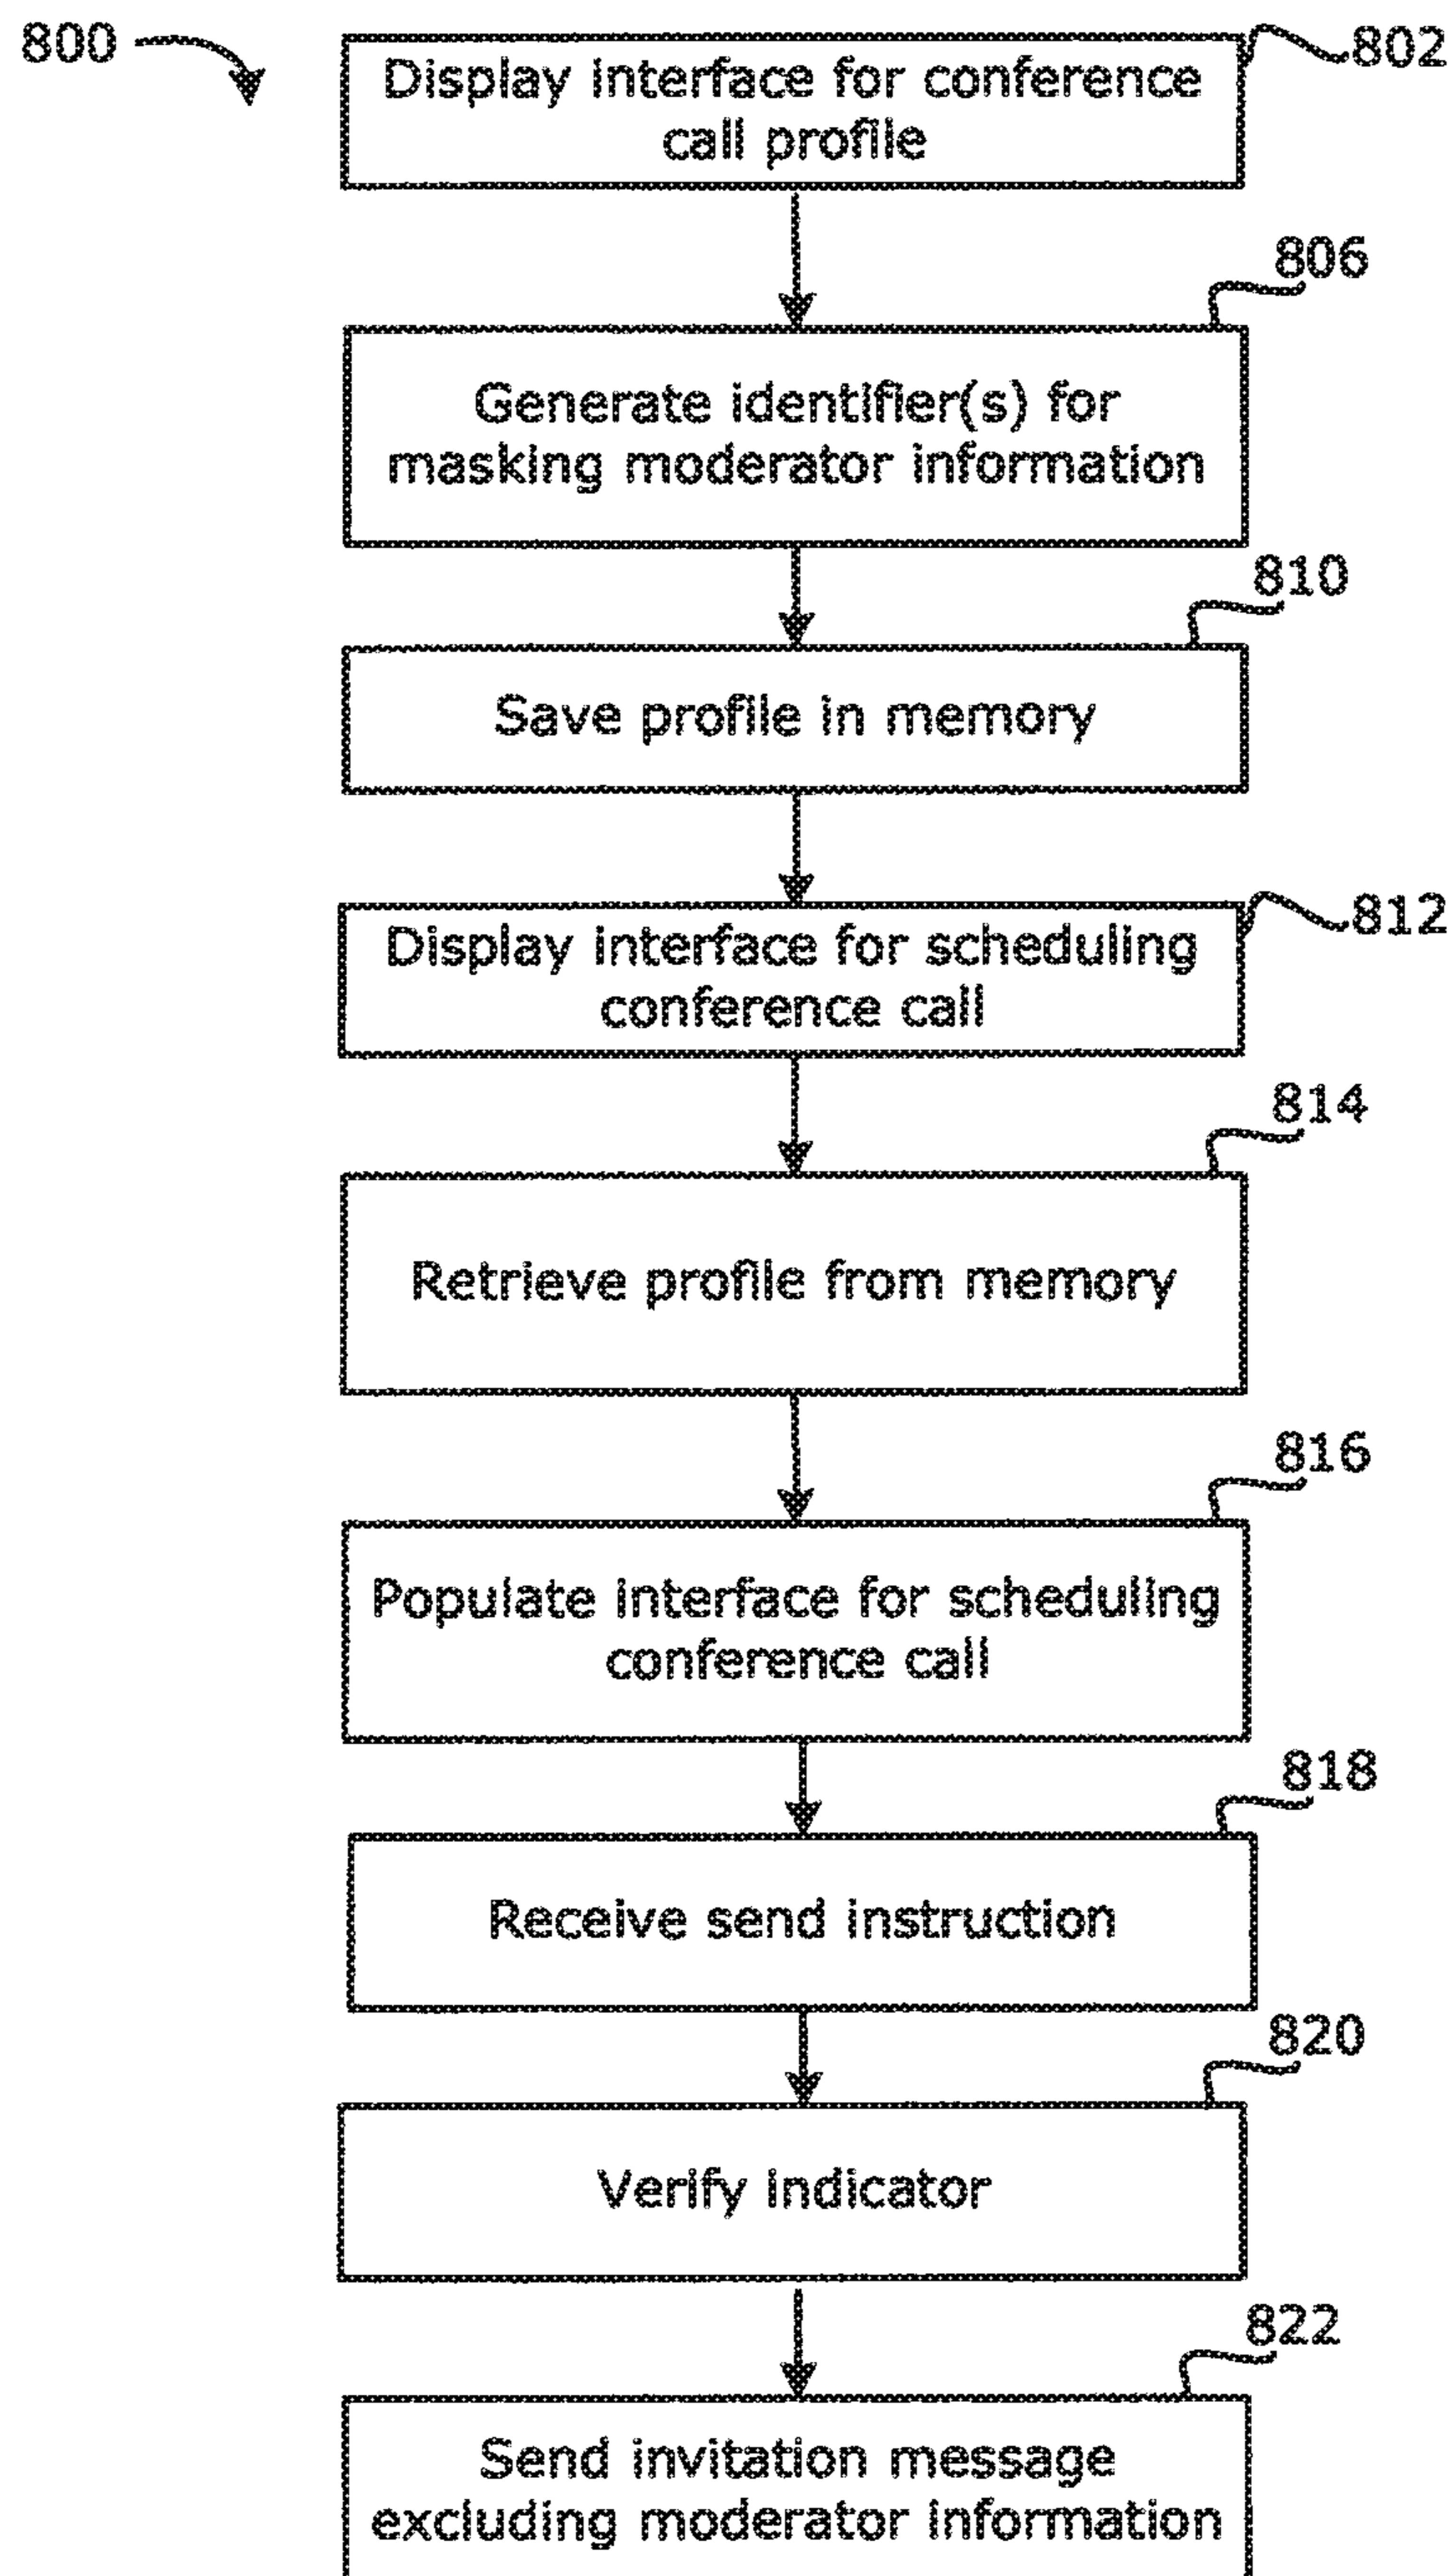 800
802
Display interface for conference
call profile
806
Generate identifier(s) for
masking moderator information
810
Save profile in memory
812
Display interface for scheduling
conference call
814
Retrieve profile from memory
816
Populate interface for scheduling
conference call
818
Receive send instruction
820
Verify indicator
822
Send invitation message
excluding moderator information